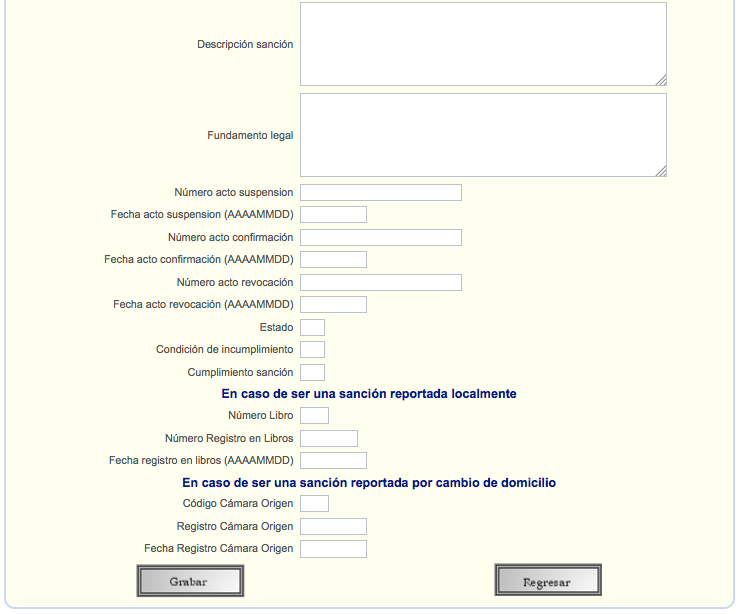 Descripción sanción
Fundamento legal
Número acto suspension
Fecha acto suspension (AAAAMMDD)
Número acto confirmación
Fecha acto confirmación (AAAAMMDD)
Número acto revocación
Fecha acto revocación (AAAAMMDD)
Estado
Condición de incumplimiento
Cumplimiento sanción
En caso de ser una sanción reportada localmente
Número Libro
Número Registro en Libros
Fecha registro en libros (AAAAMMDD)
En caso de ser una sanción reportada por cambio de domicilio
Código Cámara Origen
Registro Cámara Origen
Fecha Registro Cámara Origen
Grabar Regresar